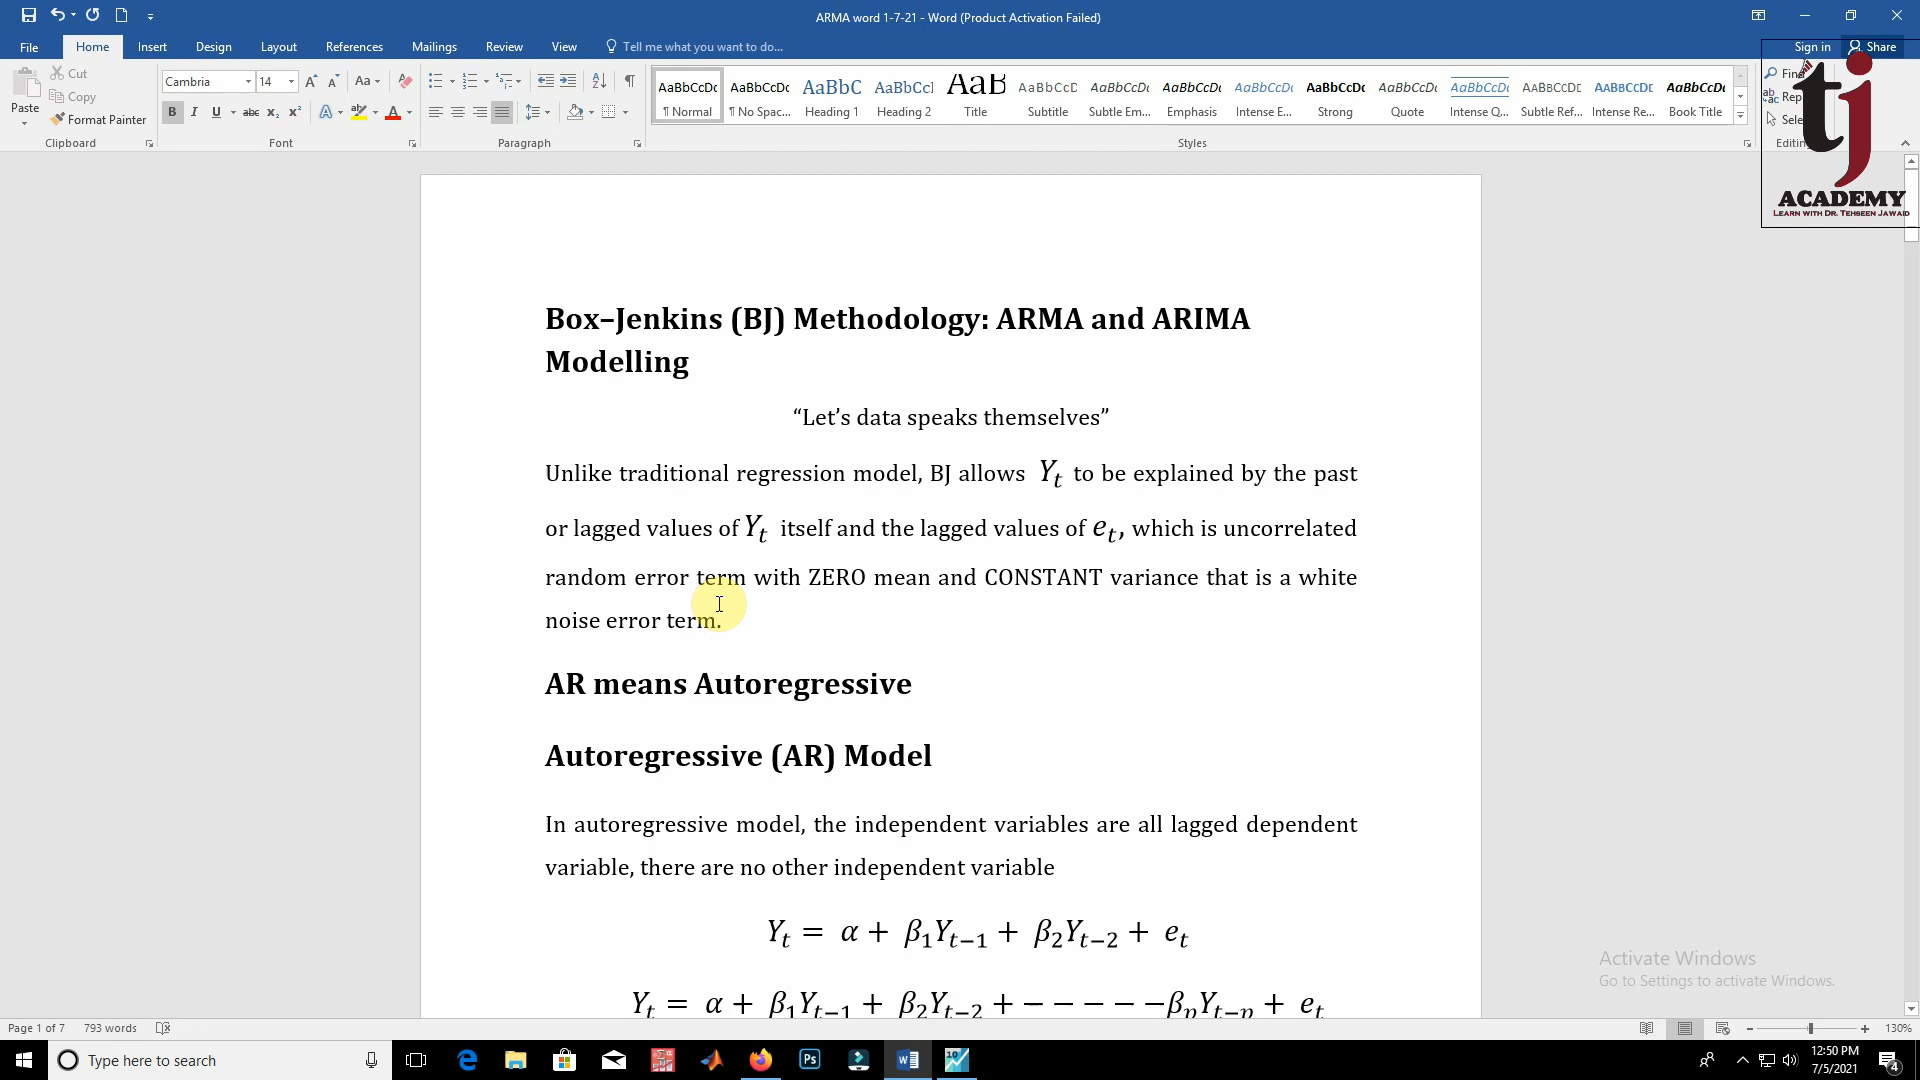 ARMA word 1-7-21 - Word (Product Activation Failed)
File Home Insert Design Layout References Mailings Review View Tell me what you want to do... Sign in Share
Paste Cut Copy Format Painter
Cambria 14
AaBbCcDc AaBbCcDc AaBbC AaBbCcI AaB AaBbCcD AaBbCcDc AaBbCcDc AaBbCcDc AaBbCcDc AaBbCcDc AaBbCcDc AABBCCDE AABBCCDE AaBbCcDc
¶ Normal ¶ No Spac... Heading 1 Heading 2 Title Subtitle Subtle Em... Emphasis Intense E... Strong Quote Intense Q... Subtle Ref... Intense Re... Book Title
Clipboard Font Paragraph Styles
tj
ACADEMY
LEARN WITH DR. TEHSEEN JAWAID
Box–Jenkins (BJ) Methodology: ARMA and ARIMA
Modelling
“Let’s data speaks themselves”
Unlike traditional regression model, BJ allows Y_t to be explained by the past
or lagged values of Y_t itself and the lagged values of e_t, which is uncorrelated
random error term with ZERO mean and CONSTANT variance that is a white
noise error term.
AR means Autoregressive
Autoregressive (AR) Model
In autoregressive model, the independent variables are all lagged dependent
variable, there are no other independent variable
Y_t = α + β_1Y_{t−1} + β_2Y_{t−2} + e_t
Y_t = α + β_1Y_{t−1} + β_2Y_{t−2} + − − − − −β_pY_{t−p} + e_t
Activate Windows
Go to Settings to activate Windows.
Page 1 of 7 793 words 130%
Type here to search
12:50 PM
7/5/2021
4